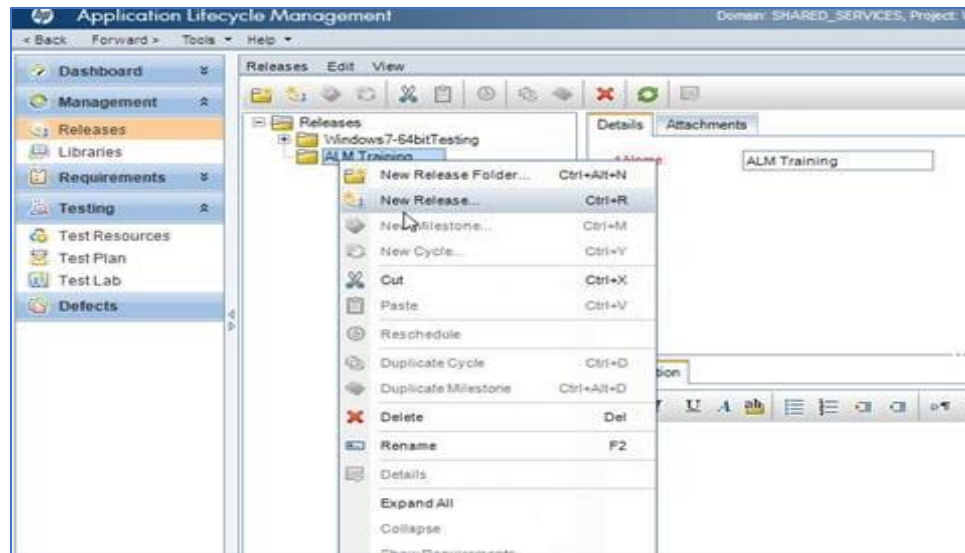 hp Application Lifecycle Management Domain: SHARED_SERVICES, Project:
< Back Forward > Tools Help
Dashboard
Management
Releases
Libraries
Requirements
Testing
Test Resources
Test Plan
Test Lab
Defects
Releases Edit View
Releases
Windows7-64bitTesting
ALM Training
Details Attachments
Name: ALM Training
New Release Folder... Ctrl+Alt+N
New Release... Ctrl+R
New Milestone... Ctrl+M
New Cycle... Ctrl+Y
Cut Ctrl+X
Paste Ctrl+V
Reschedule
Duplicate Cycle Ctrl+D
Duplicate Milestone Ctrl+Alt+D
Delete Del
Rename F2
Details
Expand All
Collapse
U A ab